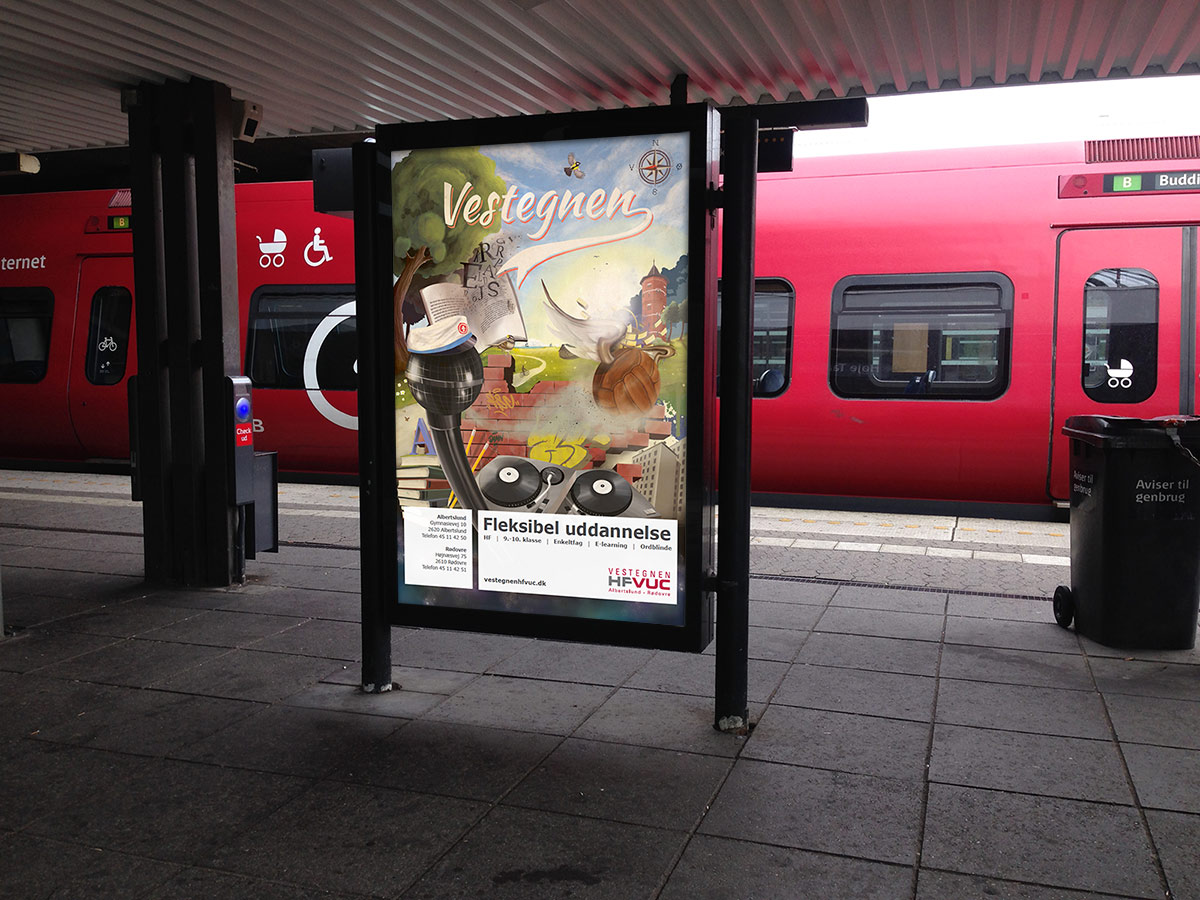 B
B Buddi
ternet
B
Check
ud
N
V
S
Vestegnen
Albertslund
Gymnasievej 10
2620 Albertslund
Telefon 45 11 42 50
Rødovre
Højnæsvej 75
2610 Rødovre
Telefon 45 11 42 51
Fleksibel uddannelse
HF | 9.-10. klasse | Enkeltfag | E-learning | Ordblinde
vestegnenhfvuc.dk
VESTEGNEN
HFVUC
Albertslund - Rødovre
Aviser til
genbrug
Aviser til
genbrug